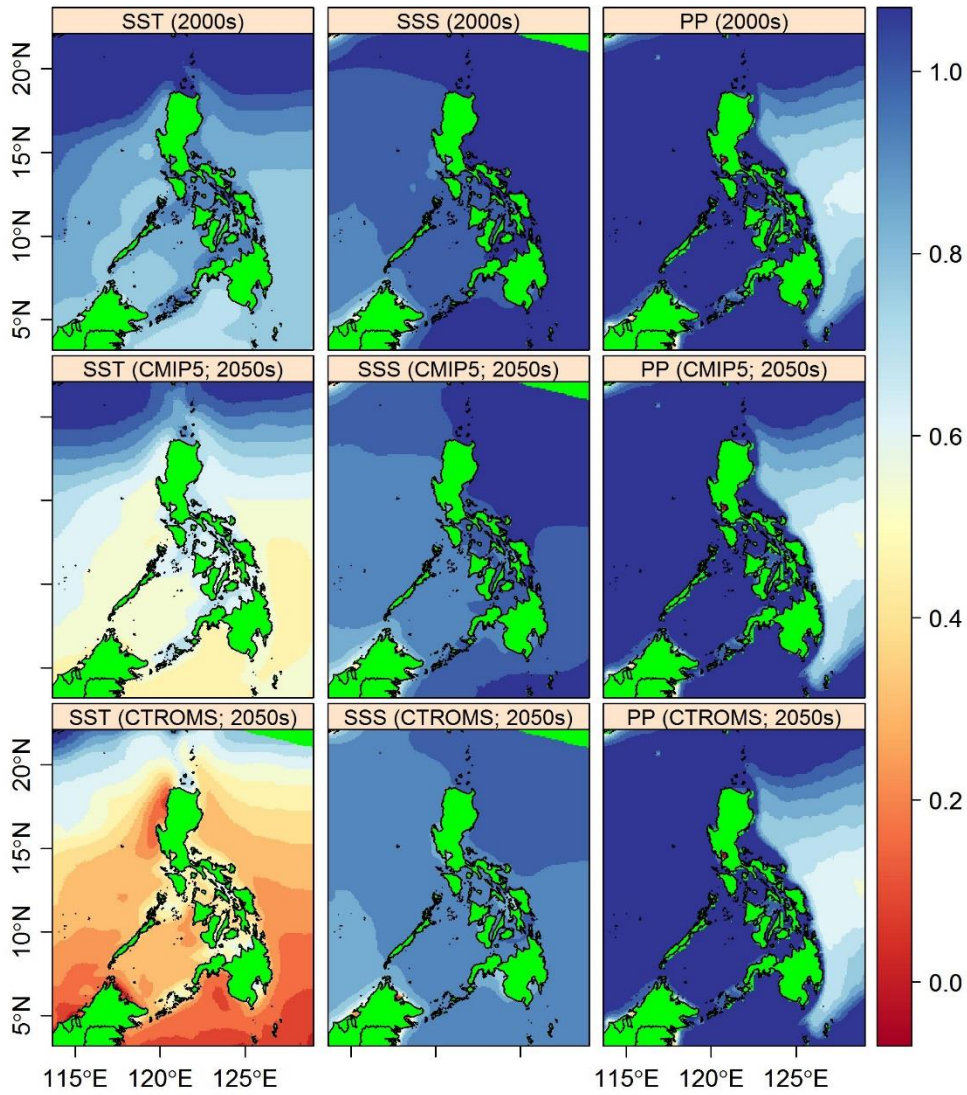 SST (2000s) SSS (2000s) PP (2000s)
20°N
15°N
10°N
5°N
1.0
0.8
SST (CMIP5; 2050s) SSS (CMIP5; 2050s) PP (CMIP5; 2050s)
0.6
0.4
SST (CTROMS; 2050s) SSS (CTROMS; 2050s) PP (CTROMS; 2050s)
20°N
15°N
10°N
5°N
0.2
0.0
115°E 120°E 125°E 115°E 120°E 125°E